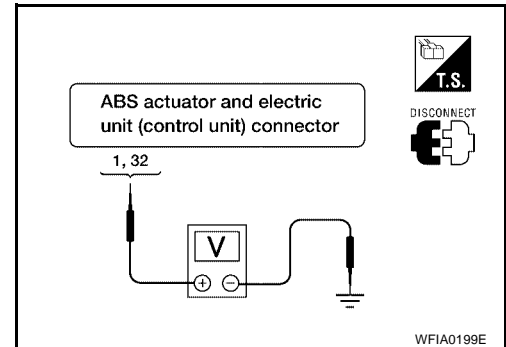 T.S.
DISCONNECT
ABS actuator and electric
unit (control unit) connector
1, 32
V
+ −
WFIA0199E